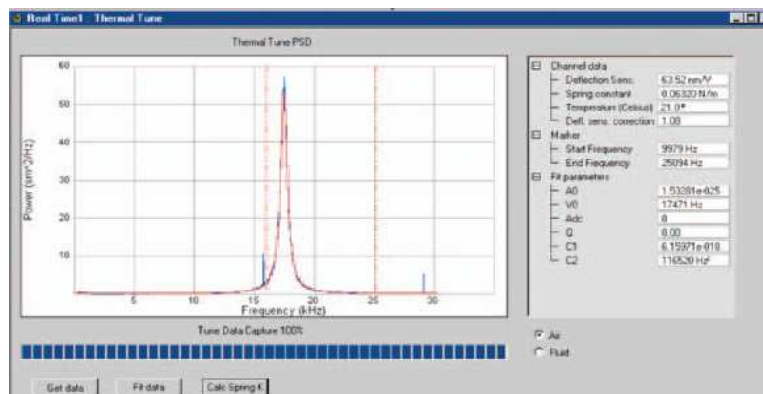 Real Time1 : Thermal Tune
Thermal Tune PSD
Power (sm^2/Hz)
60
50
40
30
20
10
5
10
15
20
25
30
35
Frequency (kHz)
Tune Data Capture 100%
Get data
Fit data
Calc Spring K
Channel data
Deflection Sens. 63.52 nm/V
Spring constant 0.06320 N/m
Temperature (Celsius) 21.0 °
Defl. sens. correction 1.08
Marker
Start Frequency 9979 Hz
End Frequency 25094 Hz
Fit parameters
A0 1.53281e-025
V0 17471 Hz
Adc 0
Q 0.00
C1 6.15971e-018
C2 116520 Hz²
Air
Fluid